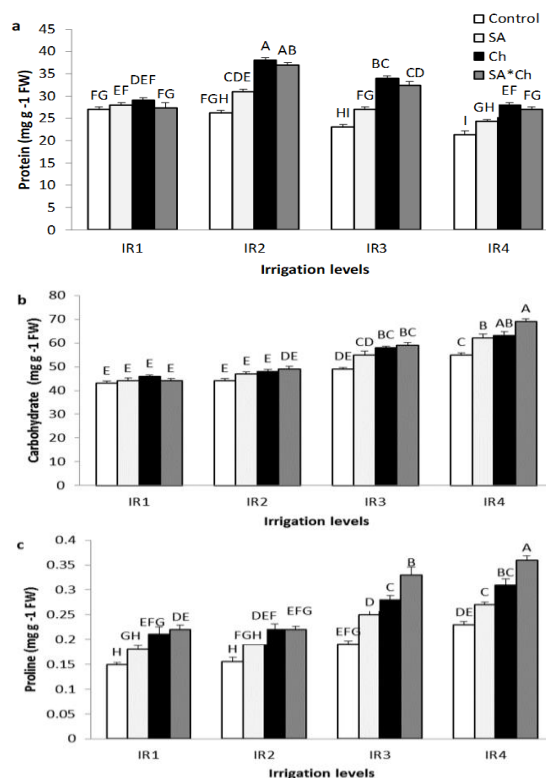 a
Control
SA
Ch
SA*Ch
Protein (mg g -1 FW)
45
40
35
30
25
20
15
10
5
0
FG EF DEF FG
FGH CDE A AB
HI FG BC CD
I GH EF FG
IR1 IR2 IR3 IR4
Irrigation levels
b
Carbohydrate (mg g -1 FW)
80
70
60
50
40
30
20
10
0
E E E E
E E E DE
DE CD BC BC
C B AB A
IR1 IR2 IR3 IR4
Irrigation levels
c
Proline (mg g -1 FW)
0.4
0.35
0.3
0.25
0.2
0.15
0.1
0.05
0
H GH EFG DE
H FGH DEF EFG
EFG D C B
DE C BC A
IR1 IR2 IR3 IR4
Irrigation levels